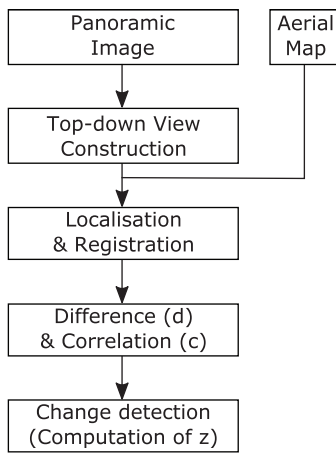 Panoramic
Image
Aerial
Map
Top-down View
Construction
Localisation
& Registration
Difference (d)
& Correlation (c)
Change detection
(Computation of z)